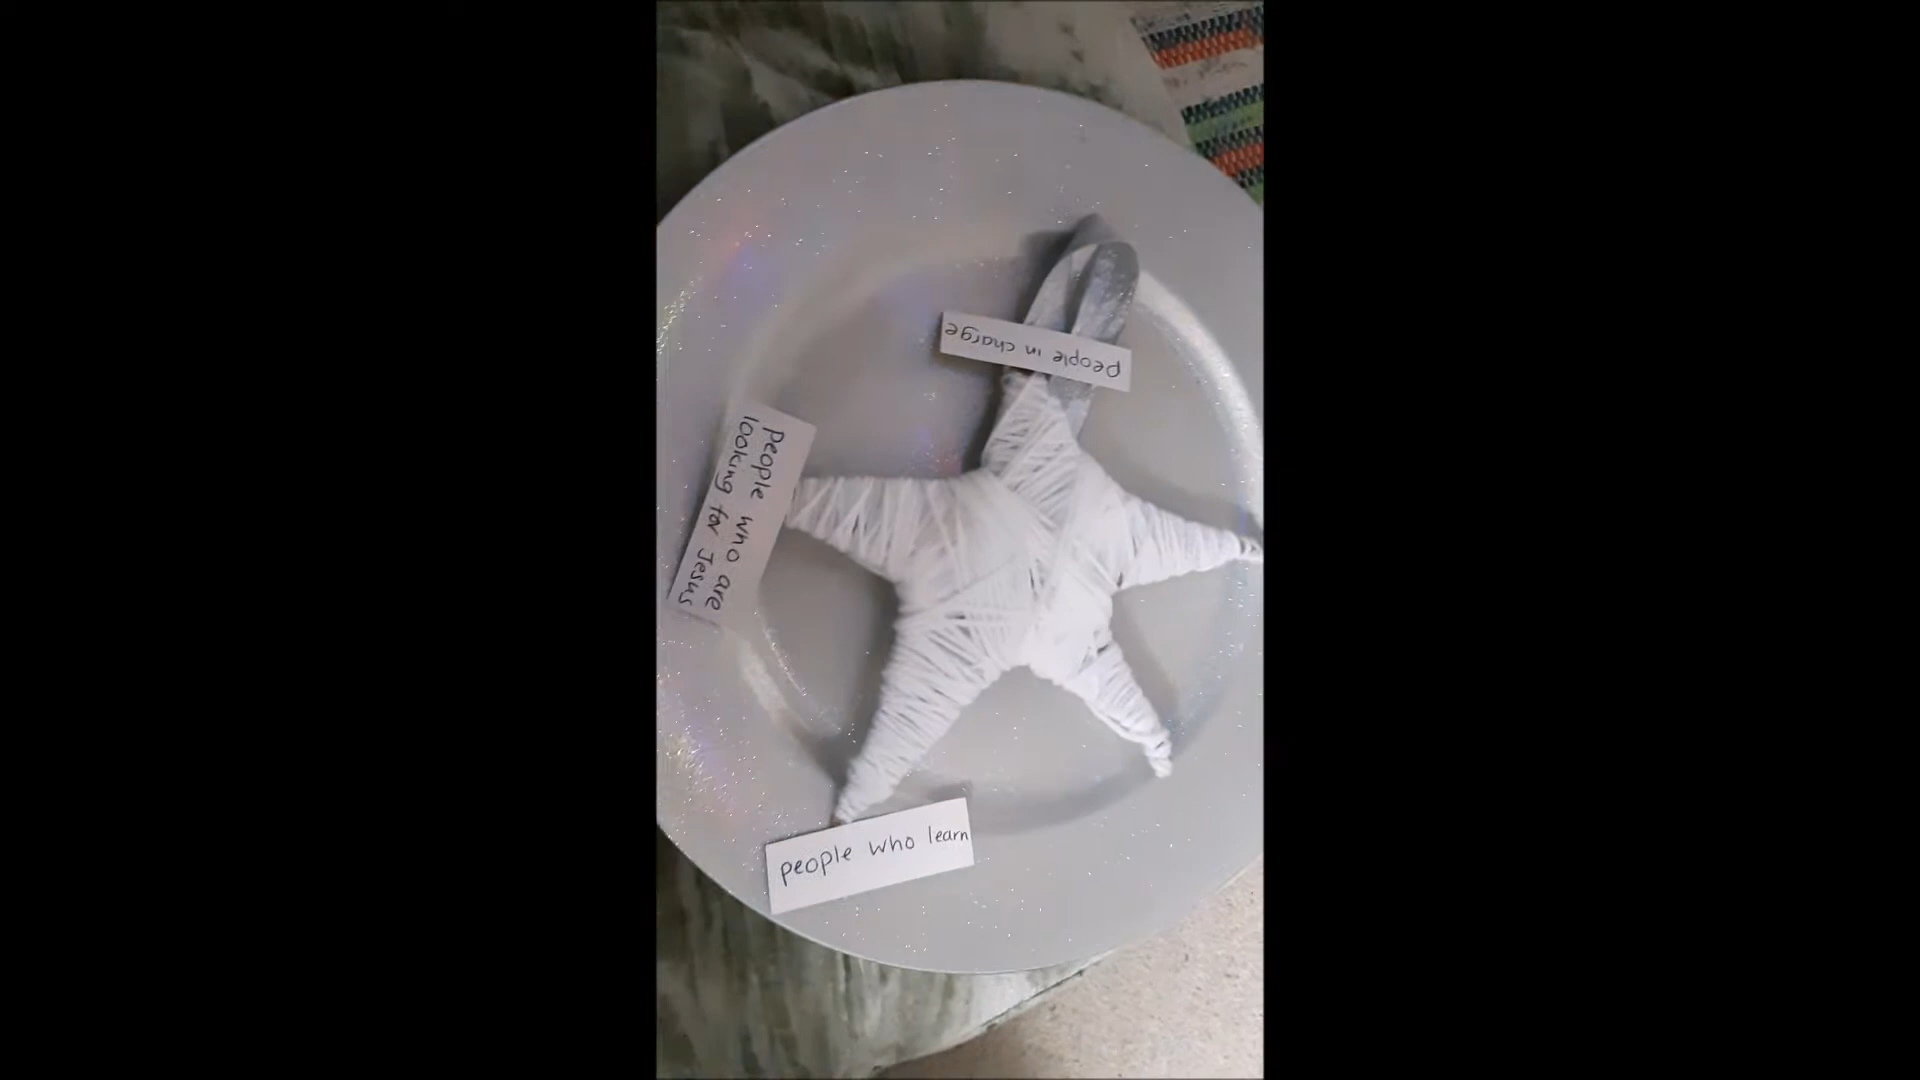 people in charge
people who are
looking for Jesus
people who learn